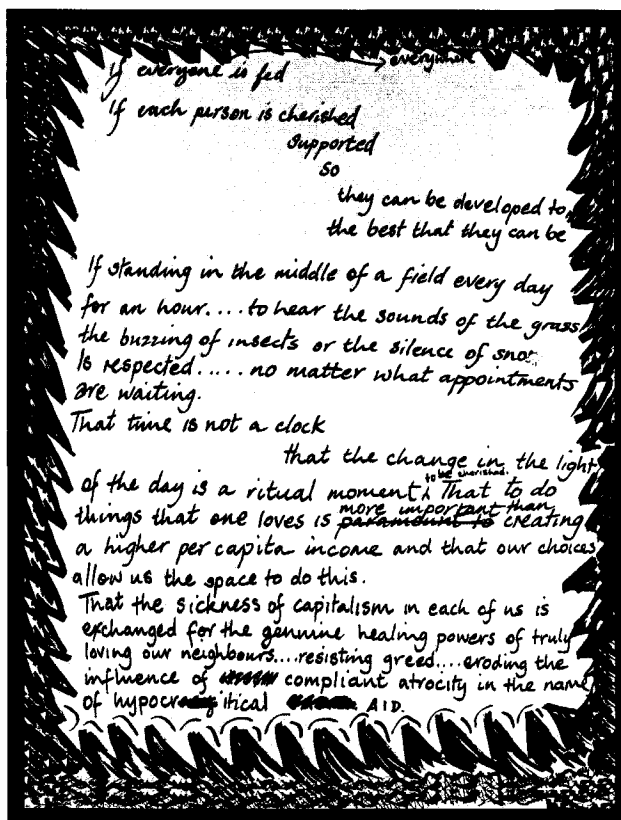 If everyone is fed everywhere
If each person is cherished
supported
So
they can be developed to,
the best that they can be
If standing in the middle of a field every day
for an hour....to hear the sounds of the grass
the buzzing of insects or the silence of snow
Is respected..... no matter what appointments
are waiting.
That time is not a clock
that the change in the light
of the day is a ritual moment to be cherished. That to do
things that one loves is more important than paramount to creating
a higher per capita income and that our choices
allow us the space to do this.
That the sickness of capitalism in each of us is
exchanged for the genuine healing powers of truly
loving our neighbours....resisting greed....eroding the
influence of compliant atrocity in the name
of hypocritical AID.